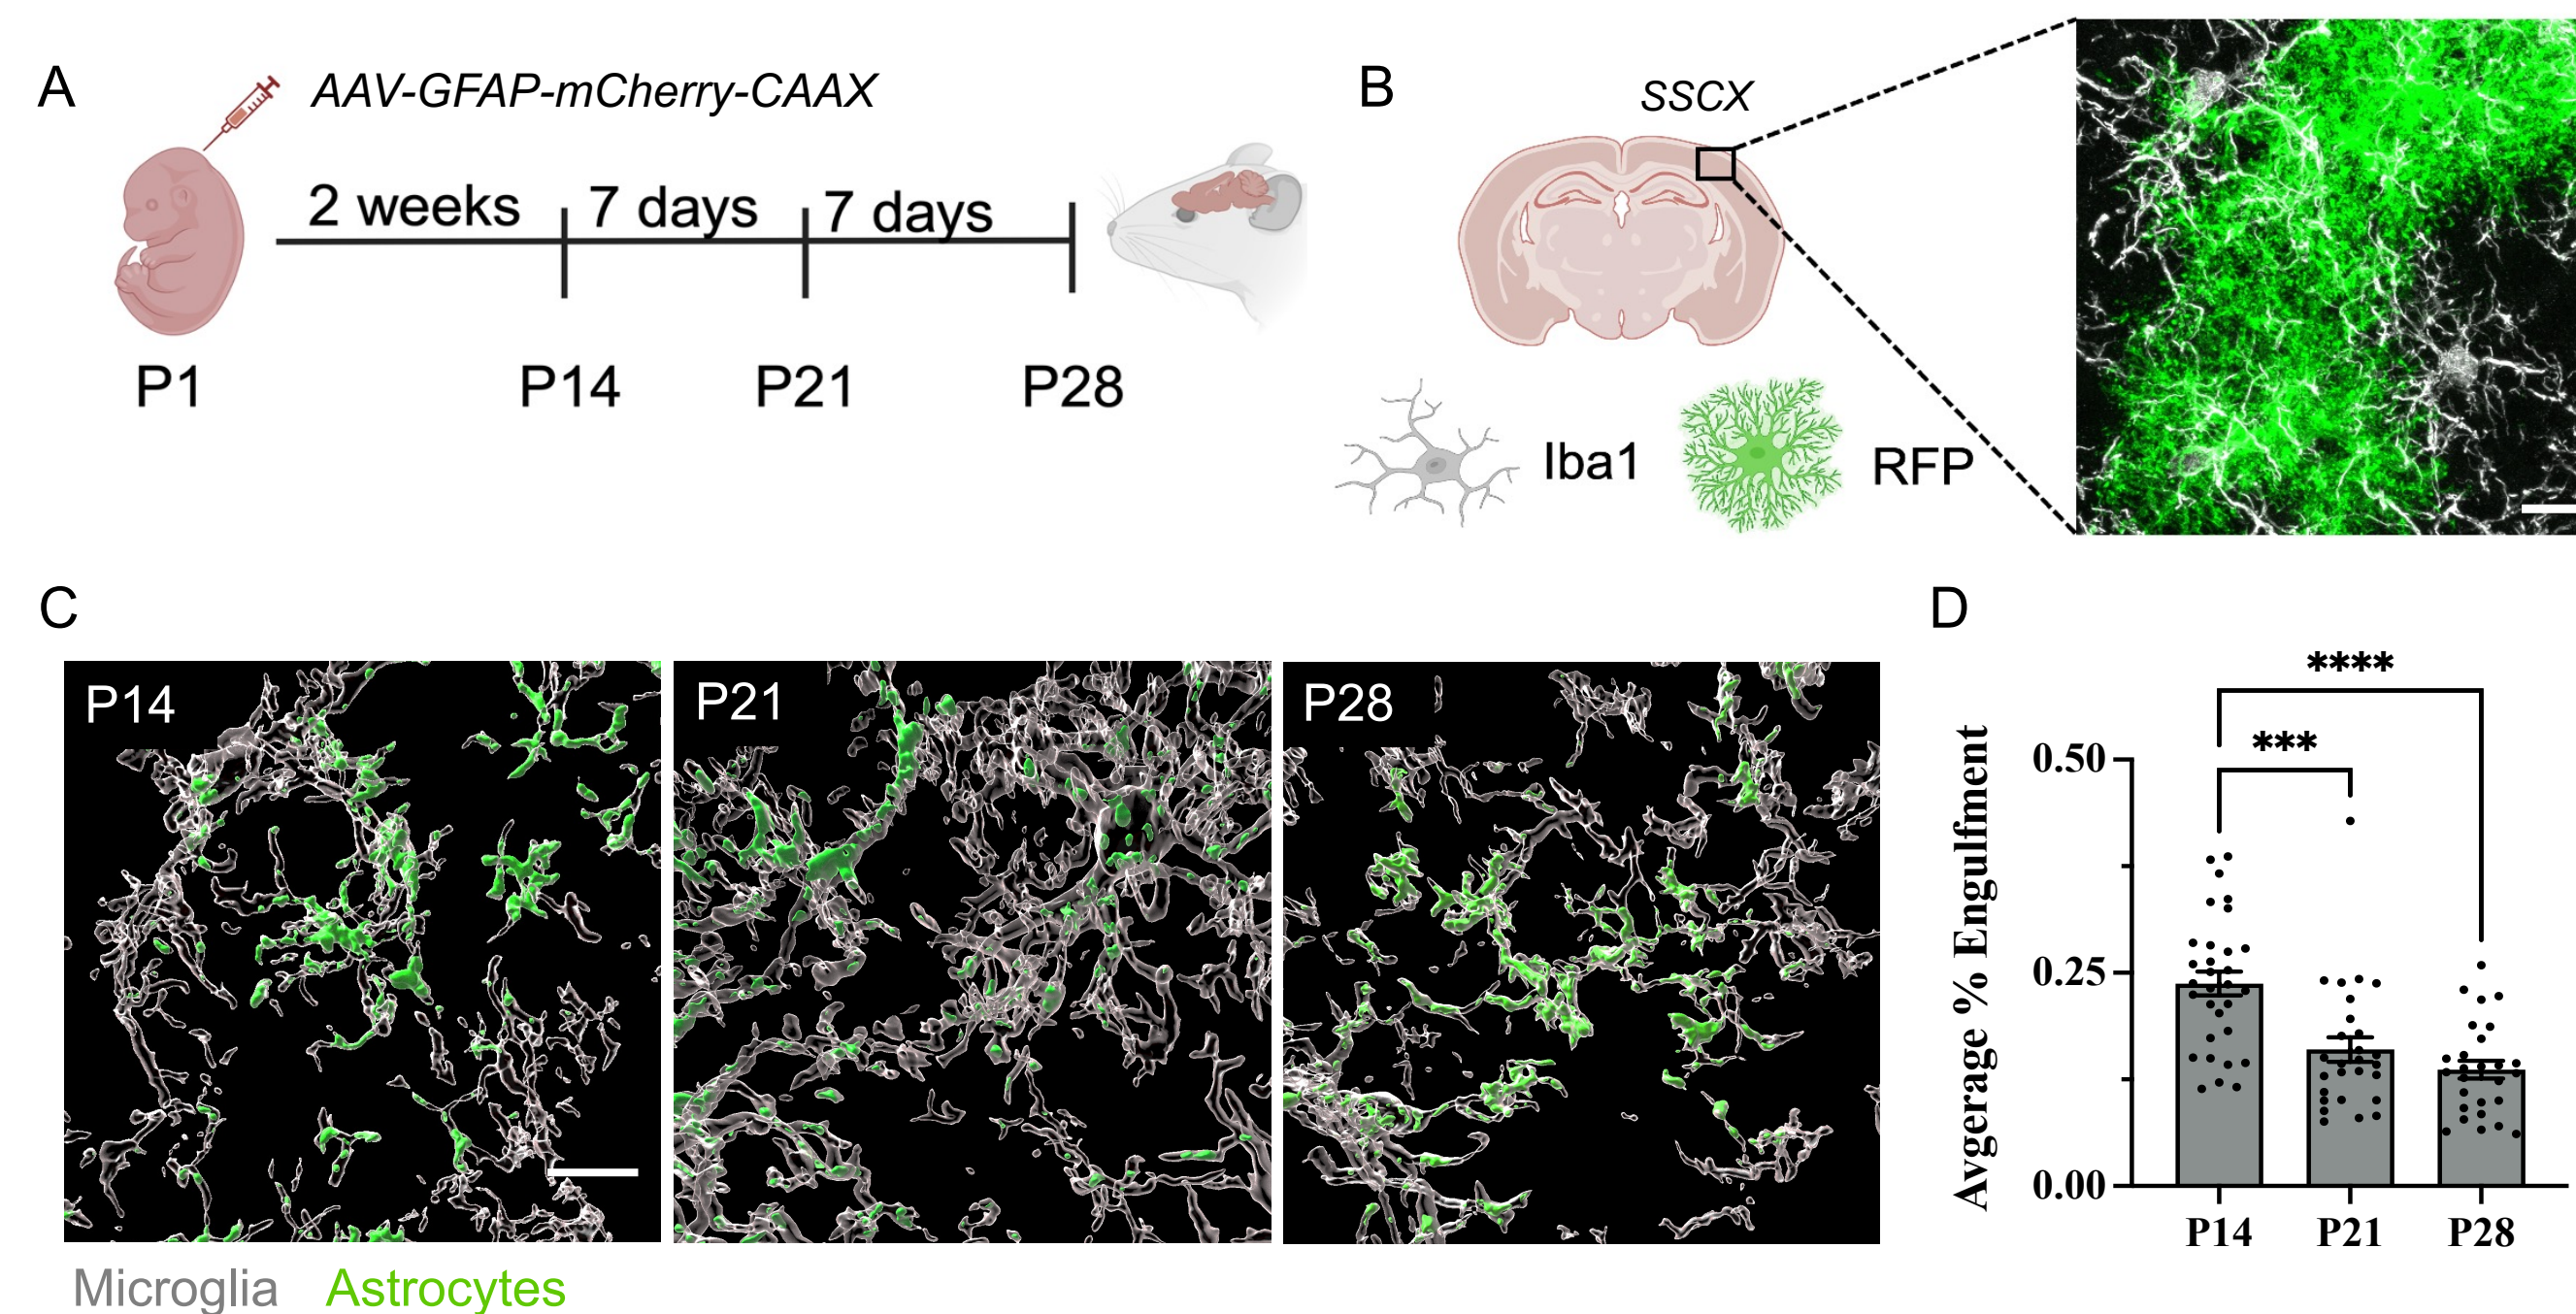 A
AAV-GFAP-mCherry-CAAX
2 weeks
7 days
7 days
P1
P14
P21
P28
B
SSCX
Iba1
RFP
C
P14
P21
P28
Microglia
Astrocytes
D
****
***
Avgerage % Engulfment
0.50
0.25
0.00
P14
P21
P28